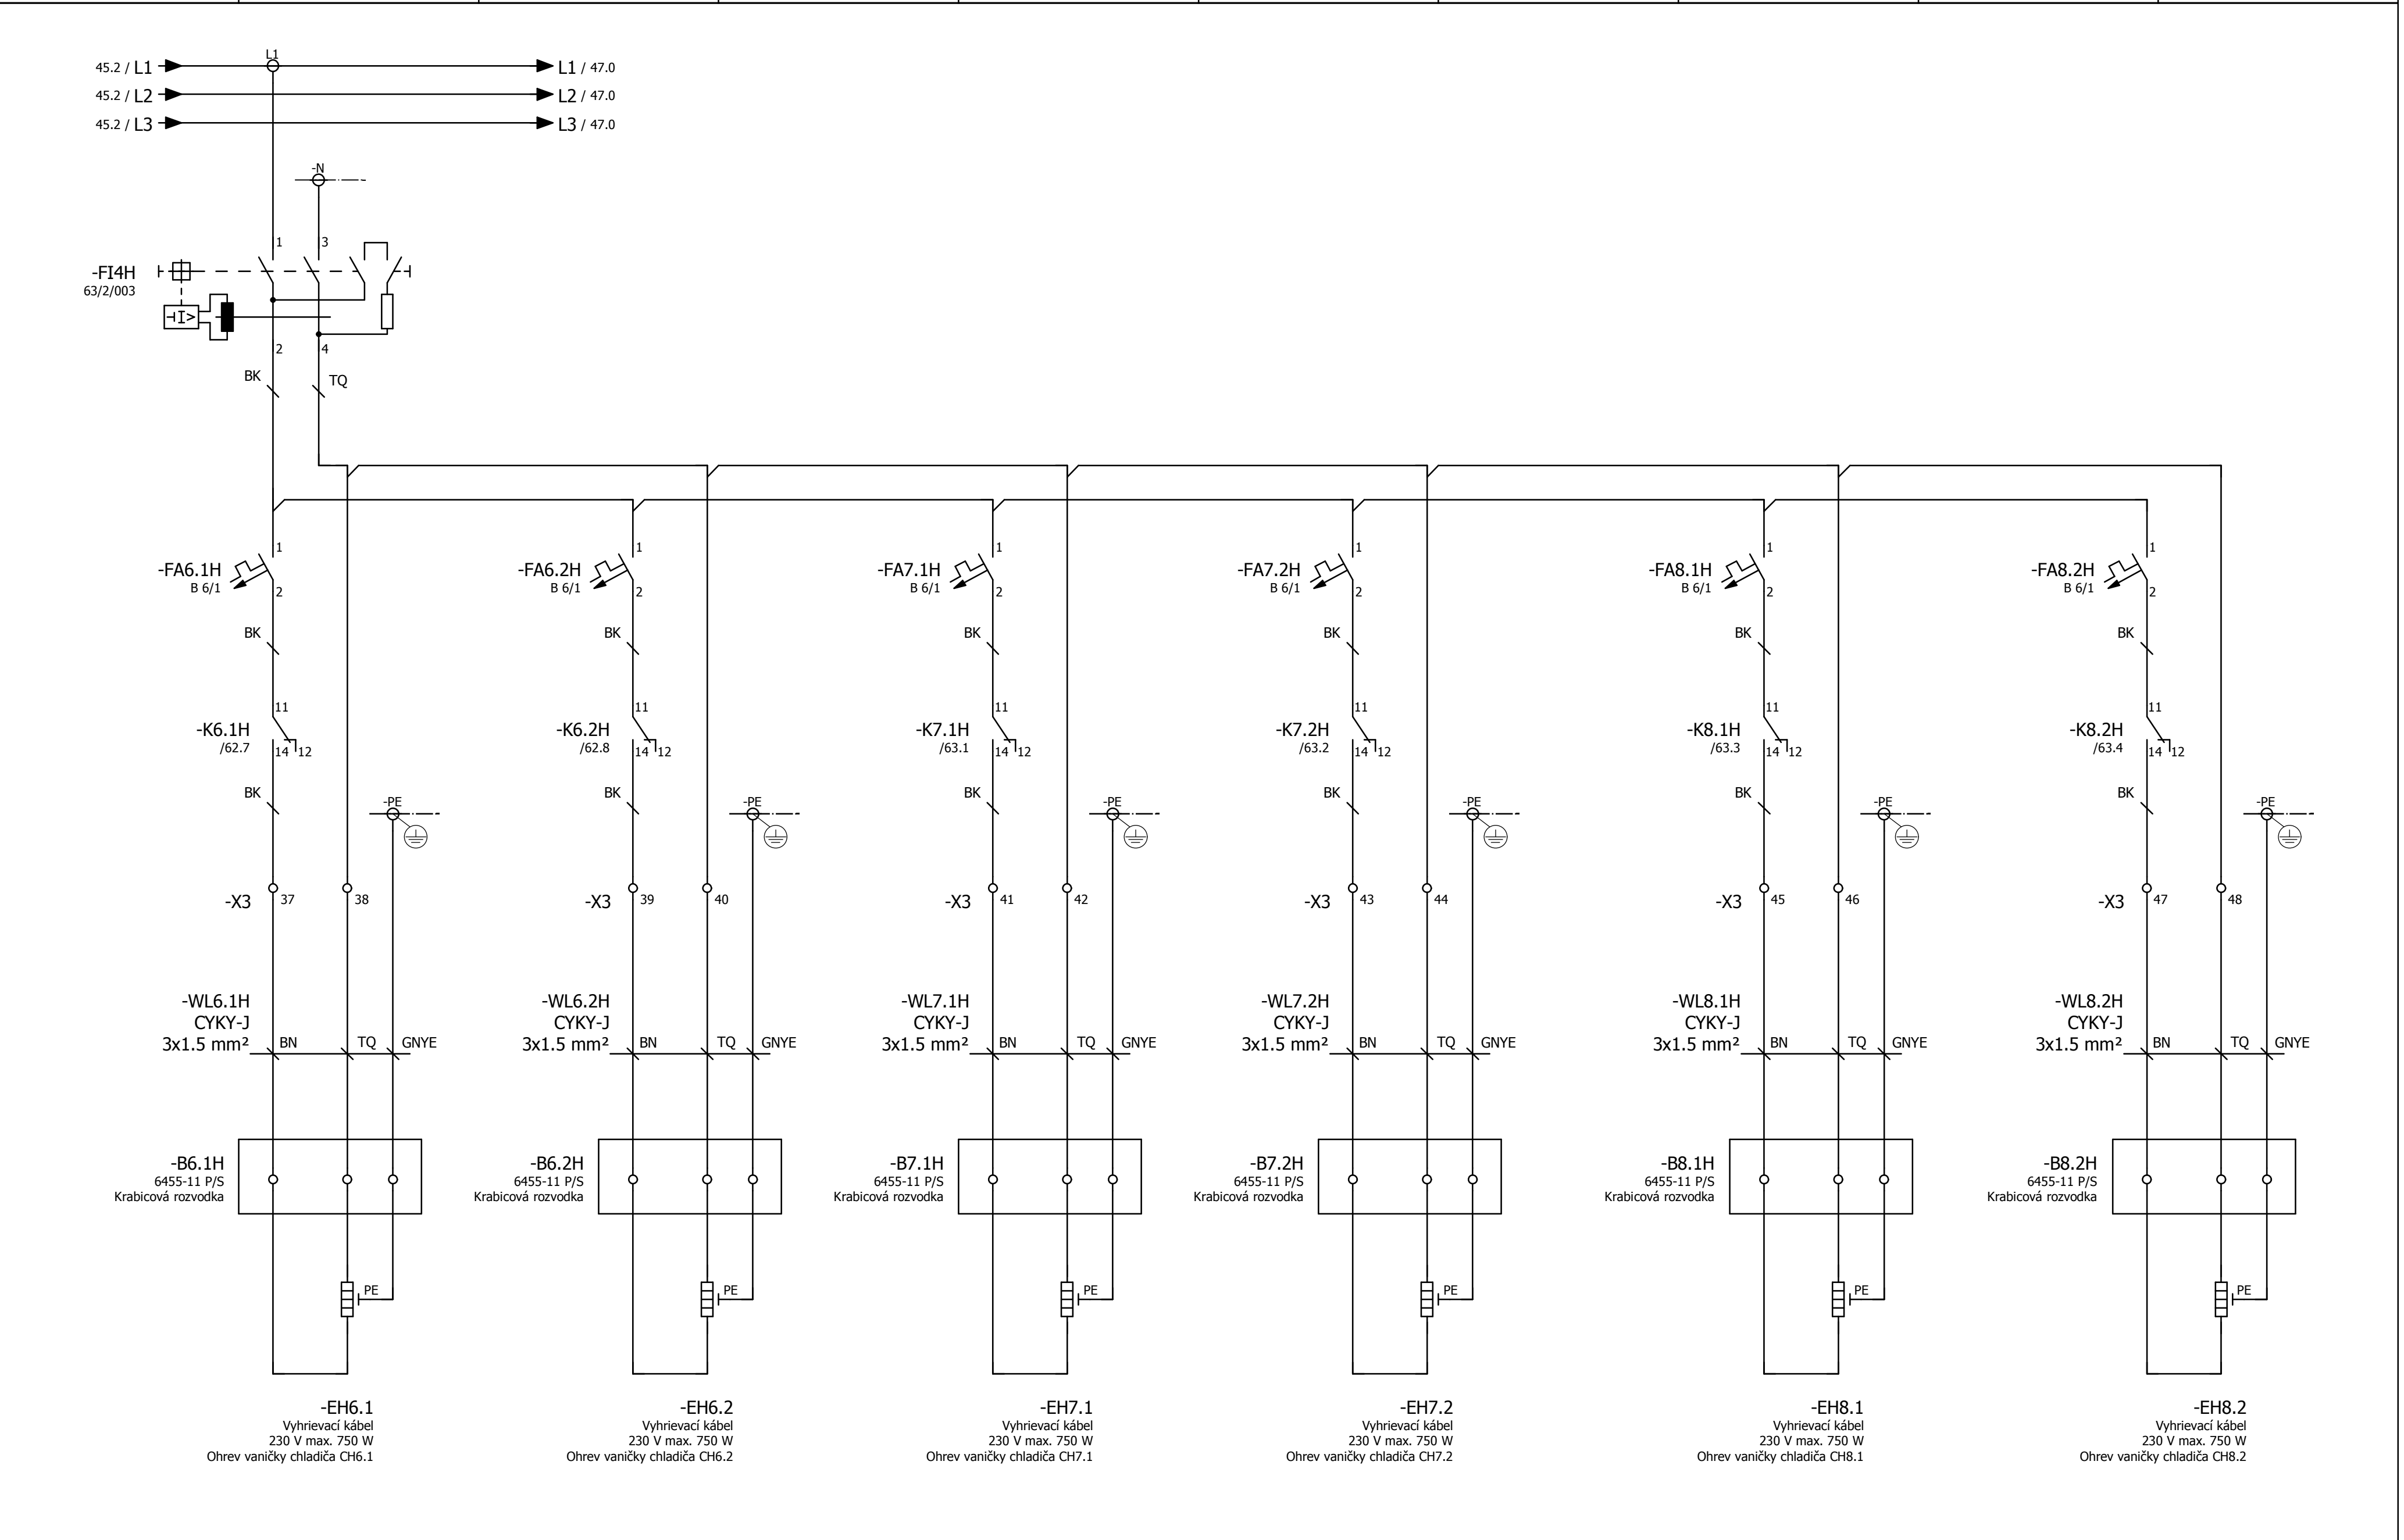 L1
45.2 / L1 L1 / 47.0
45.2 / L2 L2 / 47.0
45.2 / L3 L3 / 47.0
-N
1 3
-FI4H
63/2/003
I>
2 4
BK TQ
1 1 1 1 1 1
-FA6.1H -FA6.2H -FA7.1H -FA7.2H -FA8.1H -FA8.2H
B 6/1 B 6/1 B 6/1 B 6/1 B 6/1 B 6/1
2 2 2 2 2 2
BK BK BK BK BK BK
11 11 11 11 11 11
-K6.1H -K6.2H -K7.1H -K7.2H -K8.1H -K8.2H
/62.7 /62.8 /63.1 /63.2 /63.3 /63.4
14 12 14 12 14 12 14 12 14 12 14 12
BK BK BK BK BK BK
-PE -PE -PE -PE -PE -PE
-X3 37 38 -X3 39 40 -X3 41 42 -X3 43 44 -X3 45 46 -X3 47 48
-WL6.1H -WL6.2H -WL7.1H -WL7.2H -WL8.1H -WL8.2H
CYKY-J CYKY-J CYKY-J CYKY-J CYKY-J CYKY-J
3x1.5 mm² BN TQ GNYE 3x1.5 mm² BN TQ GNYE 3x1.5 mm² BN TQ GNYE 3x1.5 mm² BN TQ GNYE 3x1.5 mm² BN TQ GNYE 3x1.5 mm² BN TQ GNYE
-B6.1H -B6.2H -B7.1H -B7.2H -B8.1H -B8.2H
6455-11 P/S 6455-11 P/S 6455-11 P/S 6455-11 P/S 6455-11 P/S 6455-11 P/S
Krabicová rozvodka Krabicová rozvodka Krabicová rozvodka Krabicová rozvodka Krabicová rozvodka Krabicová rozvodka
PE PE PE PE PE PE
-EH6.1 -EH6.2 -EH7.1 -EH7.2 -EH8.1 -EH8.2
Vyhrievací kábel Vyhrievací kábel Vyhrievací kábel Vyhrievací kábel Vyhrievací kábel Vyhrievací kábel
230 V max. 750 W 230 V max. 750 W 230 V max. 750 W 230 V max. 750 W 230 V max. 750 W 230 V max. 750 W
Ohrev vaničky chladiča CH6.1 Ohrev vaničky chladiča CH6.2 Ohrev vaničky chladiča CH7.1 Ohrev vaničky chladiča CH7.2 Ohrev vaničky chladiča CH8.1 Ohrev vaničky chladiča CH8.2